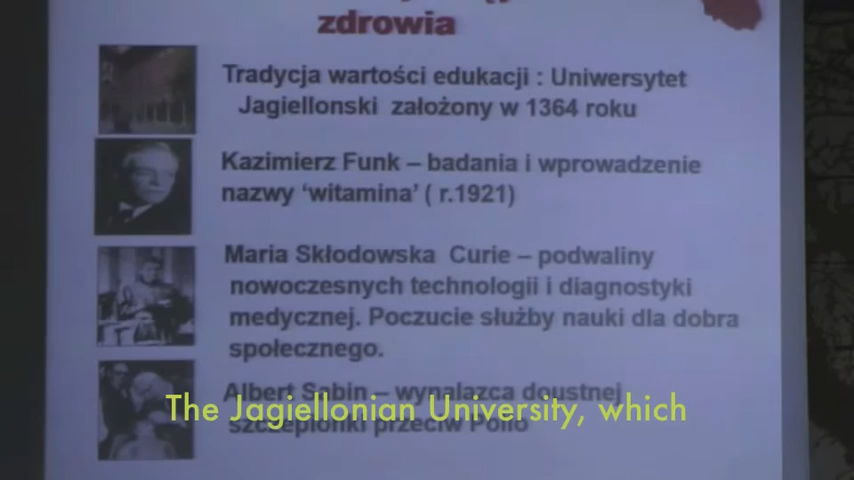 zdrowia
Tradycja wartości edukacji : Uniwersytet
Jagiellonski założony w 1364 roku
Kazimierz Funk – badania i wprowadzenie
nazwy ‘witamina’ ( r.1921)
Maria Skłodowska Curie – podwaliny
nowoczesnych technologii i diagnostyki
medycznej. Poczucie służby nauki dla dobra
społecznego.
Albert Sabin – wynalazca doustnej
The Jagiellonian University, which
szczepionki przeciw Polio